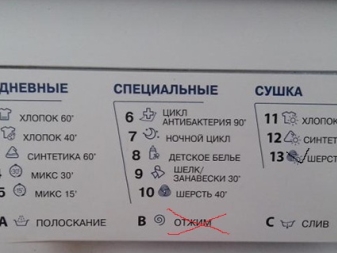 ДНЕВНЫЕ
ХЛОПОК 60°
ХЛОПОК 40°
СИНТЕТИКА 60°
МИКС 30'
5 МИКС 15'
A ПОЛОСКАНИЕ
СПЕЦИАЛЬНЫЕ
6 ЦИКЛ
АНТИБАКТЕРИЯ 90°
7 НОЧНОЙ ЦИКЛ
8 ДЕТСКОЕ БЕЛЬЕ
9 ШЕЛК/
ЗАНАВЕСКИ 30°
10 ШЕРСТЬ 40°
B ОТЖИМ
СУШКА
11 ХЛОПОК
12 СИНТЕТ
13 ШЕРСТ
C СЛИВ